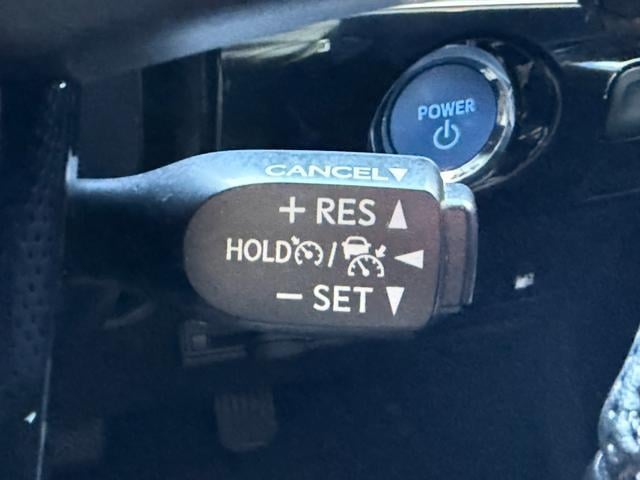 POWER
CANCEL▼
+ RES ▲
HOLD / ◀
− SET ▼